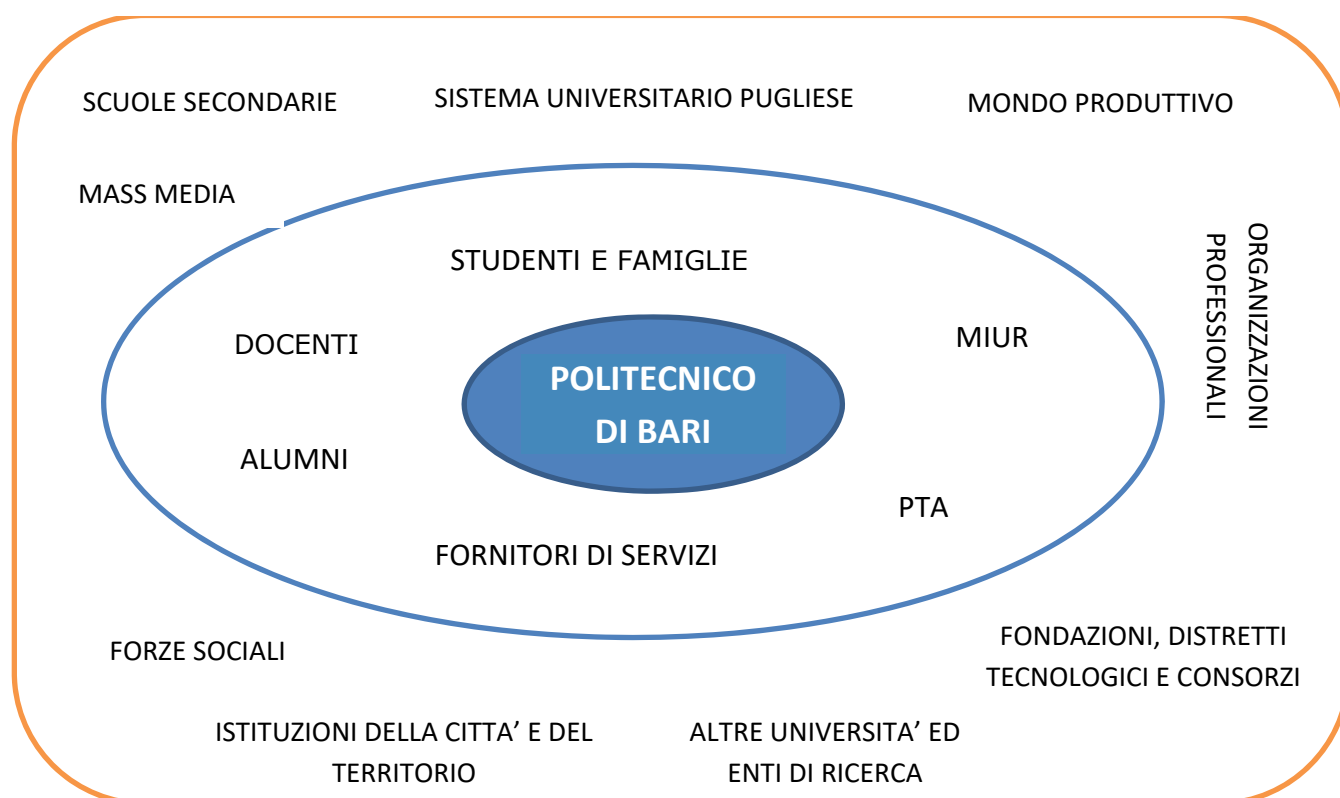 SCUOLE SECONDARIE
SISTEMA UNIVERSITARIO PUGLIESE
MONDO PRODUTTIVO
MASS MEDIA
ORGANIZZAZIONI
PROFESSIONALI
STUDENTI E FAMIGLIE
DOCENTI
MIUR
POLITECNICO
DI BARI
ALUMNI
PTA
FORNITORI DI SERVIZI
FORZE SOCIALI
FONDAZIONI, DISTRETTI
TECNOLOGICI E CONSORZI
ISTITUZIONI DELLA CITTA’ E DEL
TERRITORIO
ALTRE UNIVERSITA’ ED
ENTI DI RICERCA